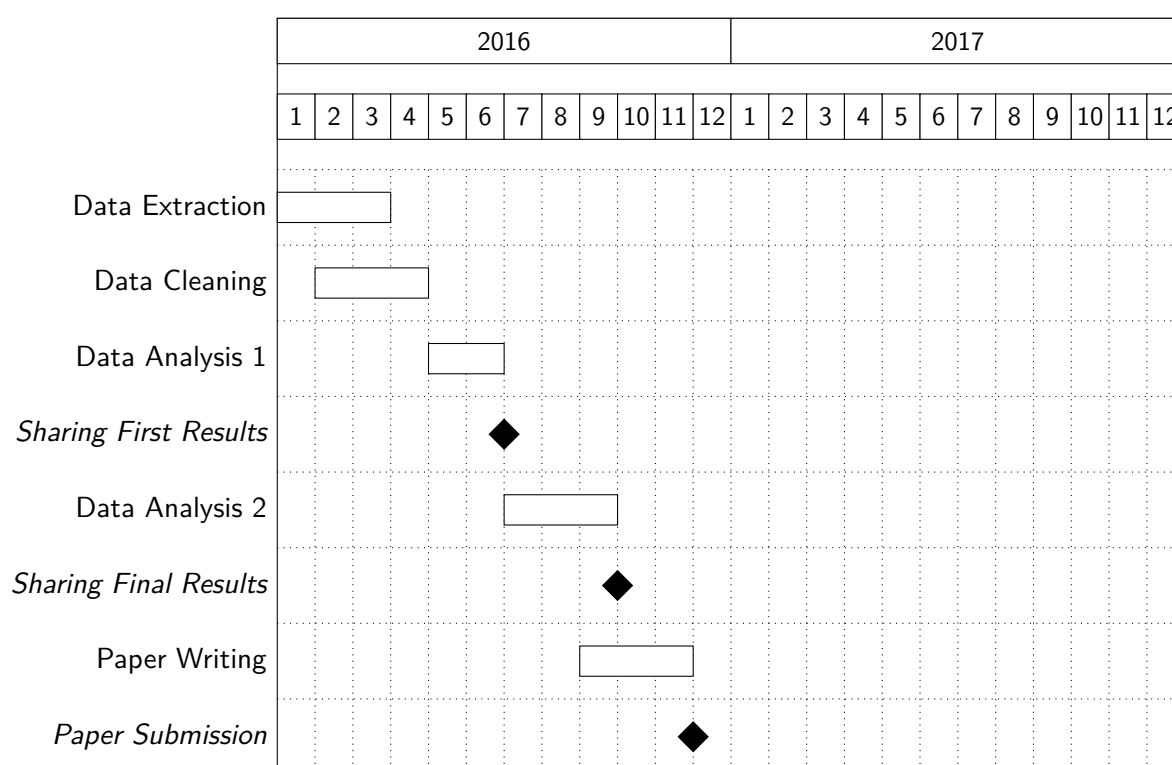 2016 2017
1 2 3 4 5 6 7 8 9 10 11 12 1 2 3 4 5 6 7 8 9 10 11 12
Data Extraction
Data Cleaning
Data Analysis 1
Sharing First Results
Data Analysis 2
Sharing Final Results
Paper Writing
Paper Submission